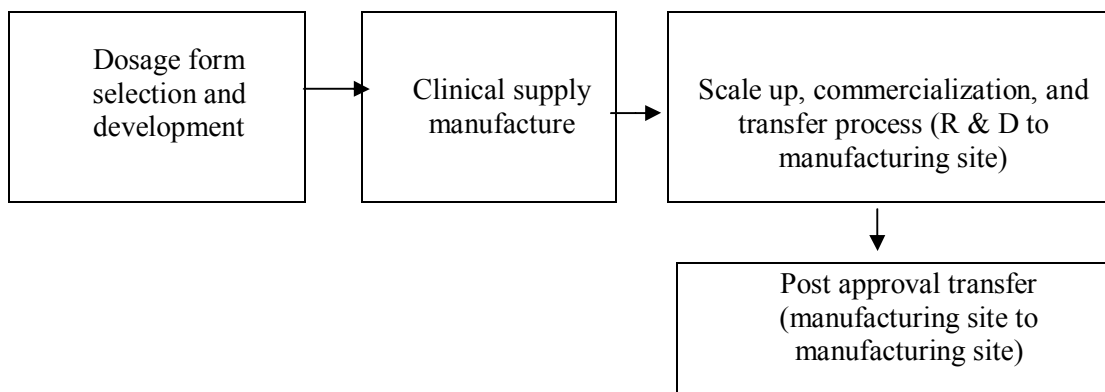 Dosage form
selection and
development
Clinical supply
manufacture
Scale up, commercialization, and
transfer process (R & D to
manufacturing site)
Post approval transfer
(manufacturing site to
manufacturing site)